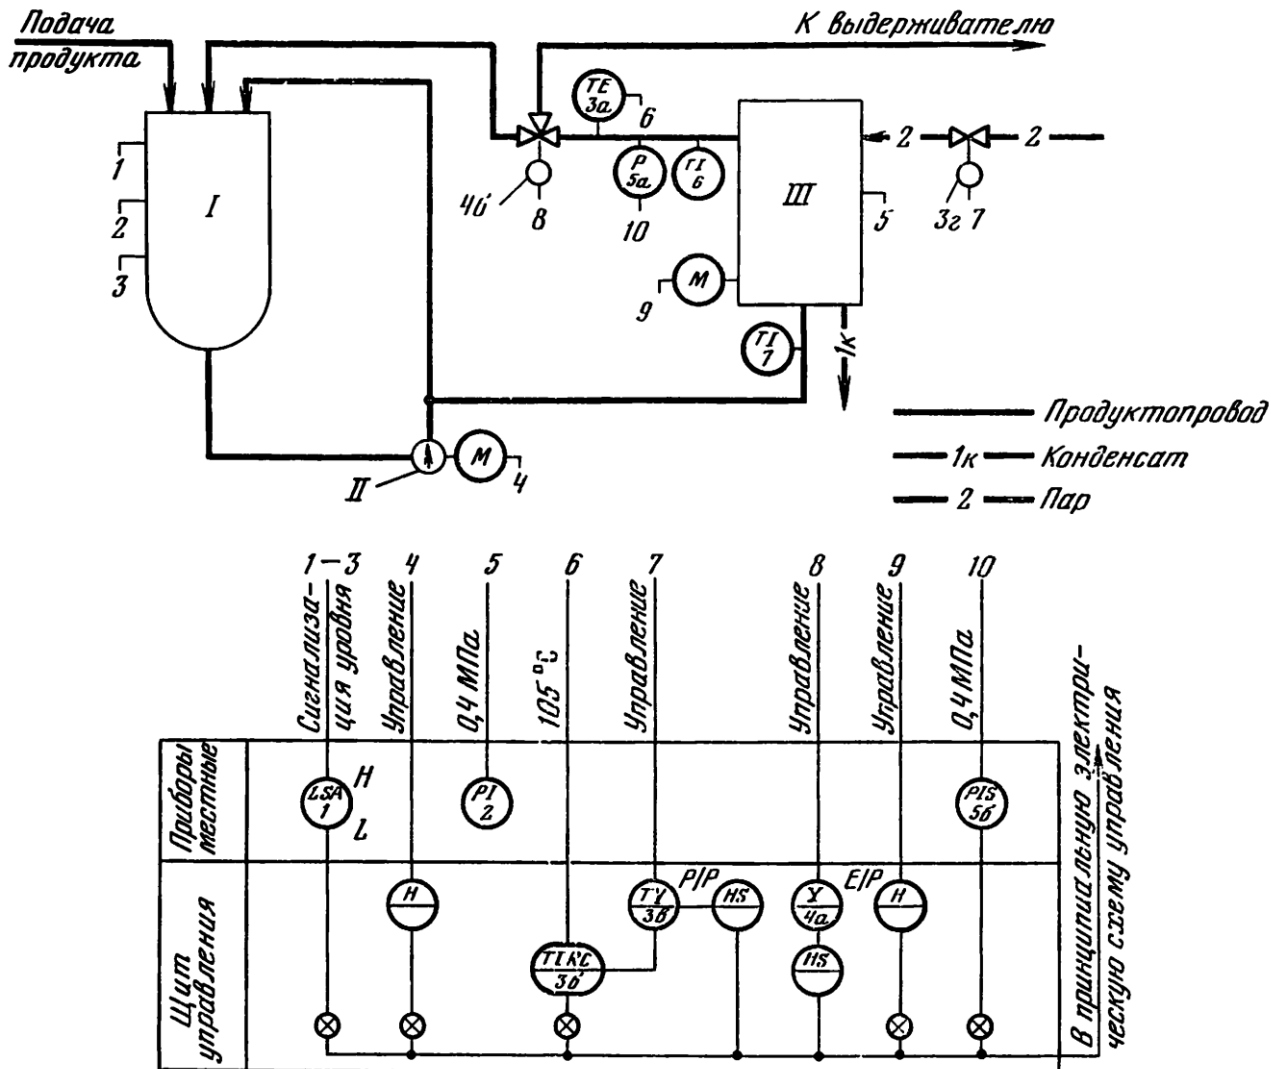 Подача
продукта
К выдерживателю
TE
3а
6
P
5а
10
TI
6
4б
8
2
2
3г 7
1
2
3
I
III
5
M
9
TI
7
1к
II
M
4
Продуктопровод
1к Конденсат
2 Пар
1 – 3
4
5
6
7
8
9
10
Сигнализа-
ция уровня
Управление
0,4 МПа
105 °С
Управление
Управление
Управление
0,4 МПа
Приборы
местные
LSA
1
H
L
PI
2
PIS
5б
Щит
управления
H
TY
3в
P/P
HS
Y
4а
E/P
H
TIRC
3б
HS
В принципиальную электри-
ческую схему управления